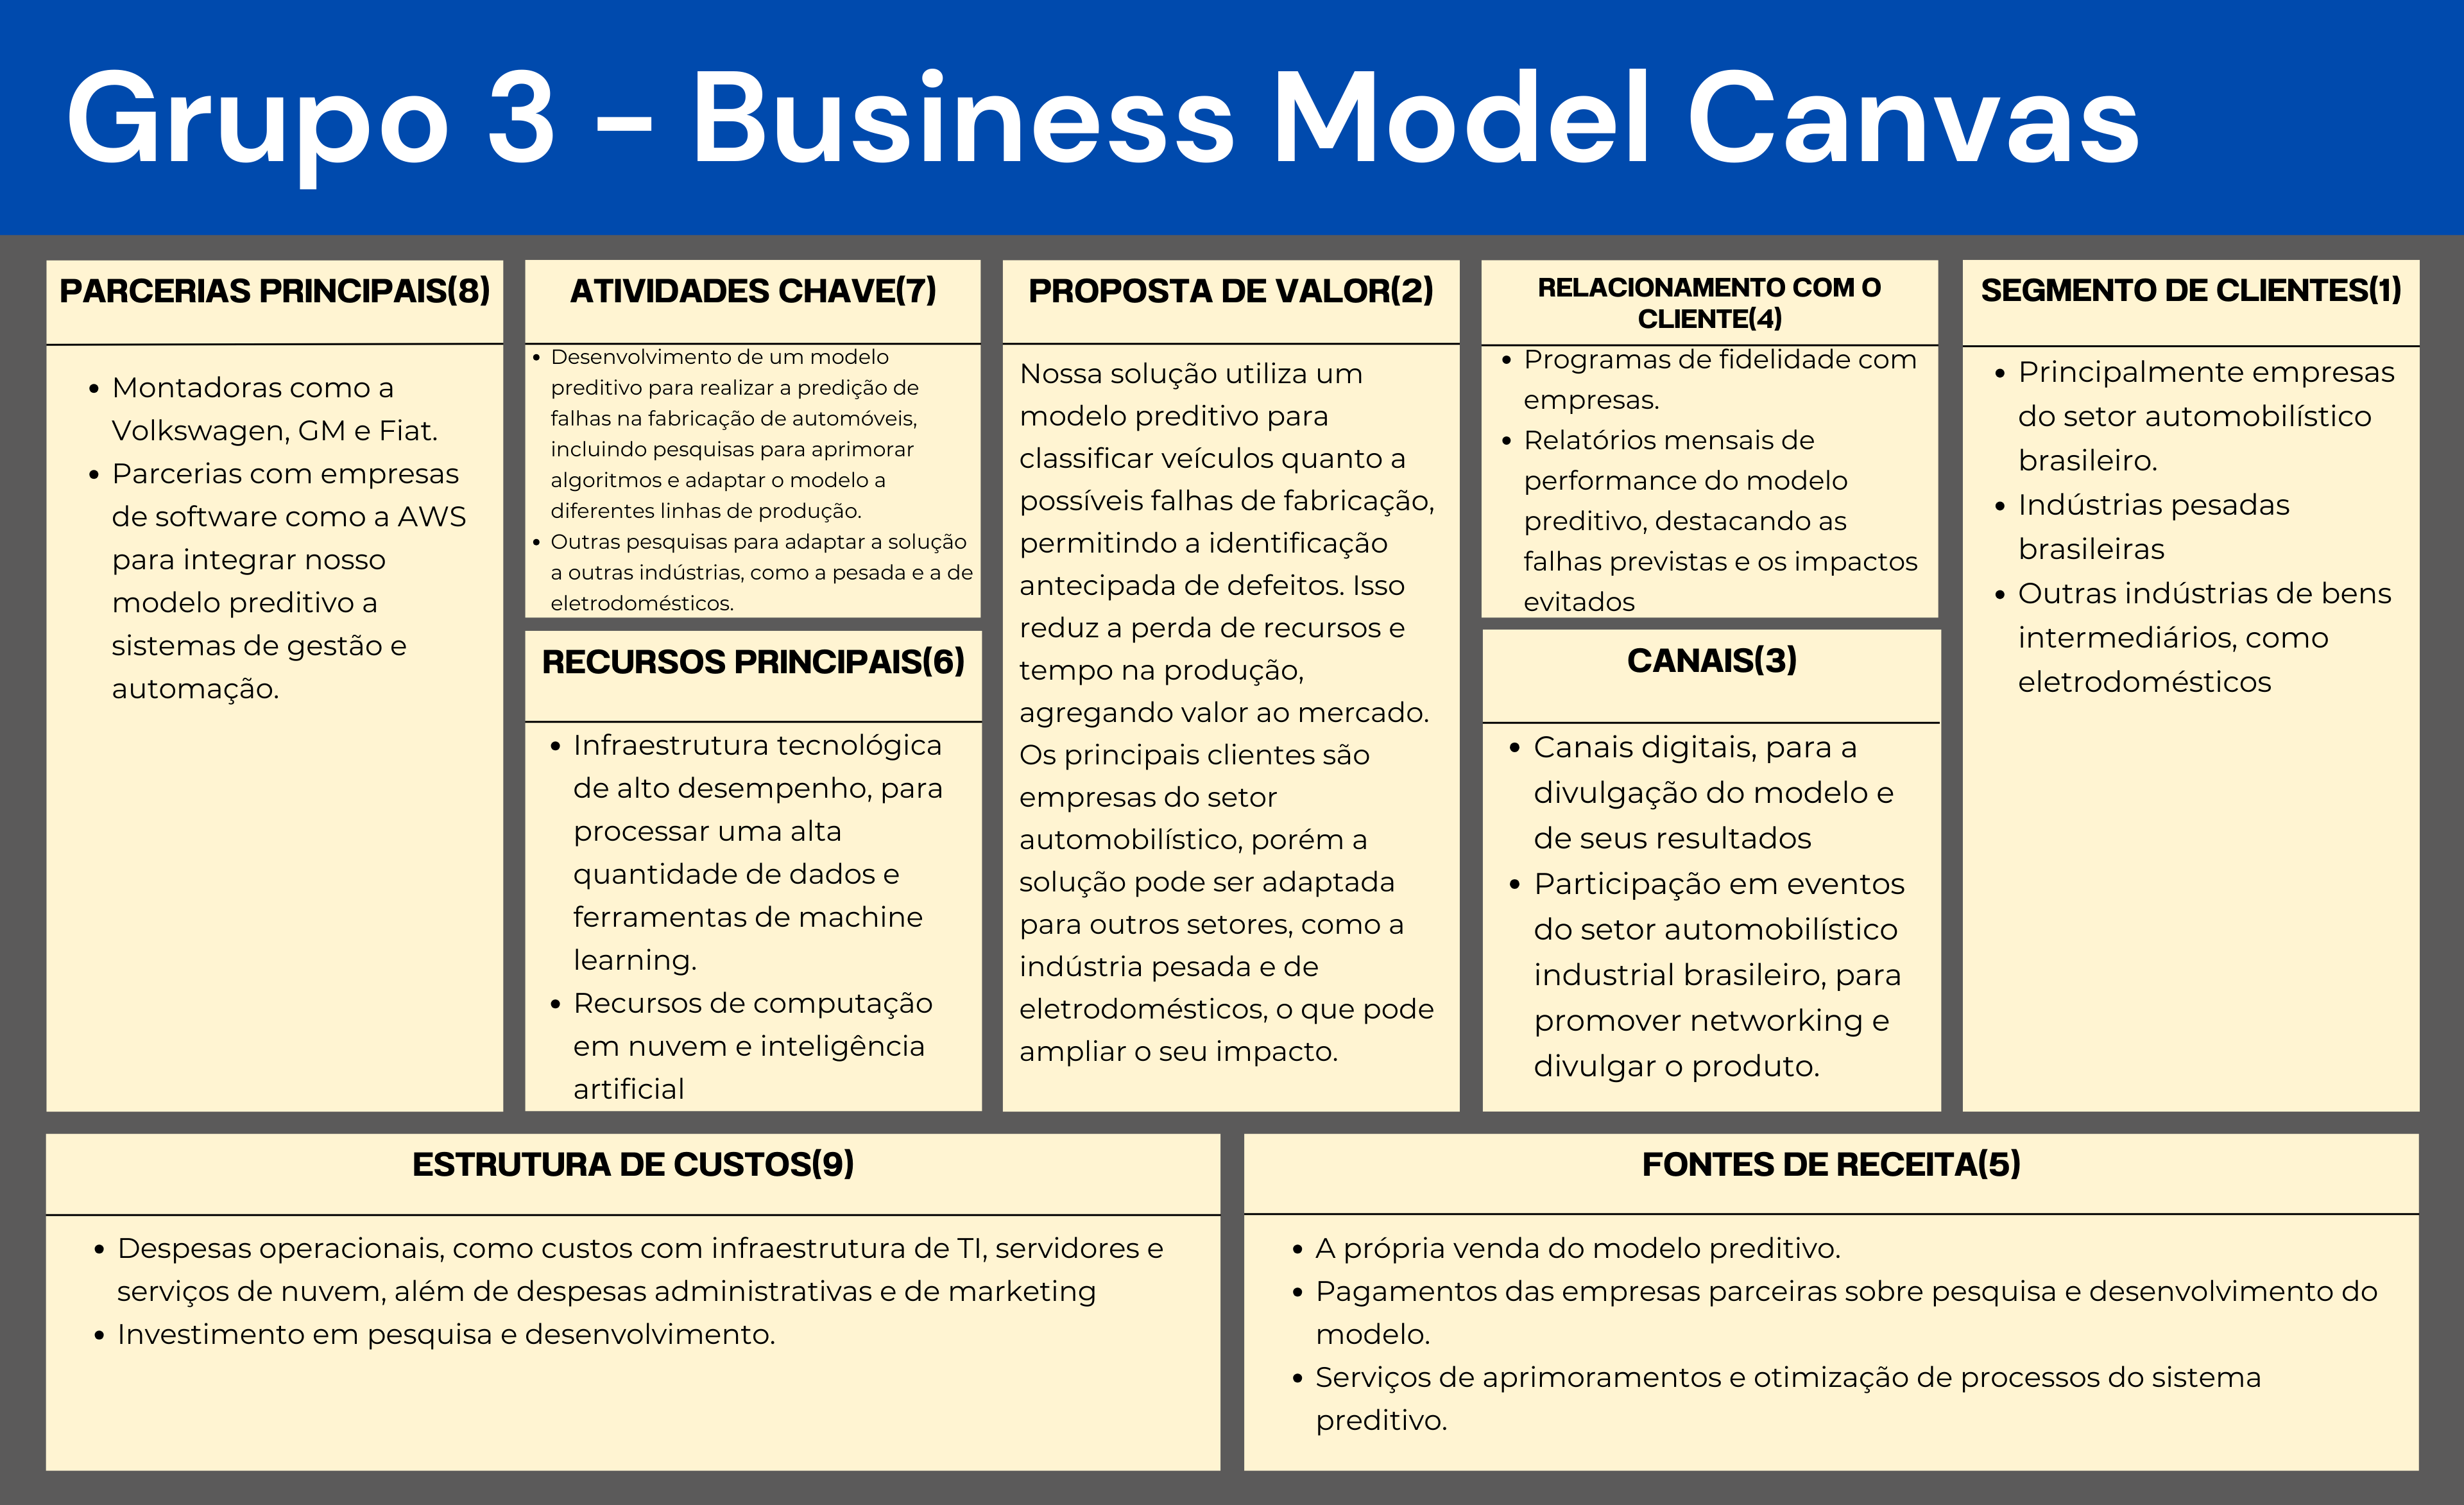 Grupo 3 - Business Model Canvas
PARCERIAS PRINCIPAIS(8)
• Montadoras como a
Volkswagen, GM e Fiat.
• Parcerias com empresas
de software como a AWS
para integrar nosso
modelo preditivo a
sistemas de gestão e
automação.
ATIVIDADES CHAVE(7)
• Desenvolvimento de um modelo
preditivo para realizar a predição de
falhas na fabricação de automóveis,
incluindo pesquisas para aprimorar
algoritmos e adaptar o modelo a
diferentes linhas de produção.
• Outras pesquisas para adaptar a solução
a outras indústrias, como a pesada e a de
eletrodomésticos.
RECURSOS PRINCIPAIS(6)
• Infraestrutura tecnológica
de alto desempenho, para
processar uma alta
quantidade de dados e
ferramentas de machine
learning.
• Recursos de computação
em nuvem e inteligência
artificial
PROPOSTA DE VALOR(2)
Nossa solução utiliza um
modelo preditivo para
classificar veículos quanto a
possíveis falhas de fabricação,
permitindo a identificação
antecipada de defeitos. Isso
reduz a perda de recursos e
tempo na produção,
agregando valor ao mercado.
Os principais clientes são
empresas do setor
automobilístico, porém a
solução pode ser adaptada
para outros setores, como a
indústria pesada e de
eletrodomésticos, o que pode
ampliar o seu impacto.
RELACIONAMENTO COM O
CLIENTE(4)
• Programas de fidelidade com
empresas.
• Relatórios mensais de
performance do modelo
preditivo, destacando as
falhas previstas e os impactos
evitados
CANAIS(3)
• Canais digitais, para a
divulgação do modelo e
de seus resultados
• Participação em eventos
do setor automobilístico
industrial brasileiro, para
promover networking e
divulgar o produto.
SEGMENTO DE CLIENTES(1)
• Principalmente empresas
do setor automobilístico
brasileiro.
• Indústrias pesadas
brasileiras
• Outras indústrias de bens
intermediários, como
eletrodomésticos
ESTRUTURA DE CUSTOS(9)
• Despesas operacionais, como custos com infraestrutura de TI, servidores e
serviços de nuvem, além de despesas administrativas e de marketing
• Investimento em pesquisa e desenvolvimento.
FONTES DE RECEITA(5)
• A própria venda do modelo preditivo.
• Pagamentos das empresas parceiras sobre pesquisa e desenvolvimento do
modelo.
• Serviços de aprimoramentos e otimização de processos do sistema
preditivo.